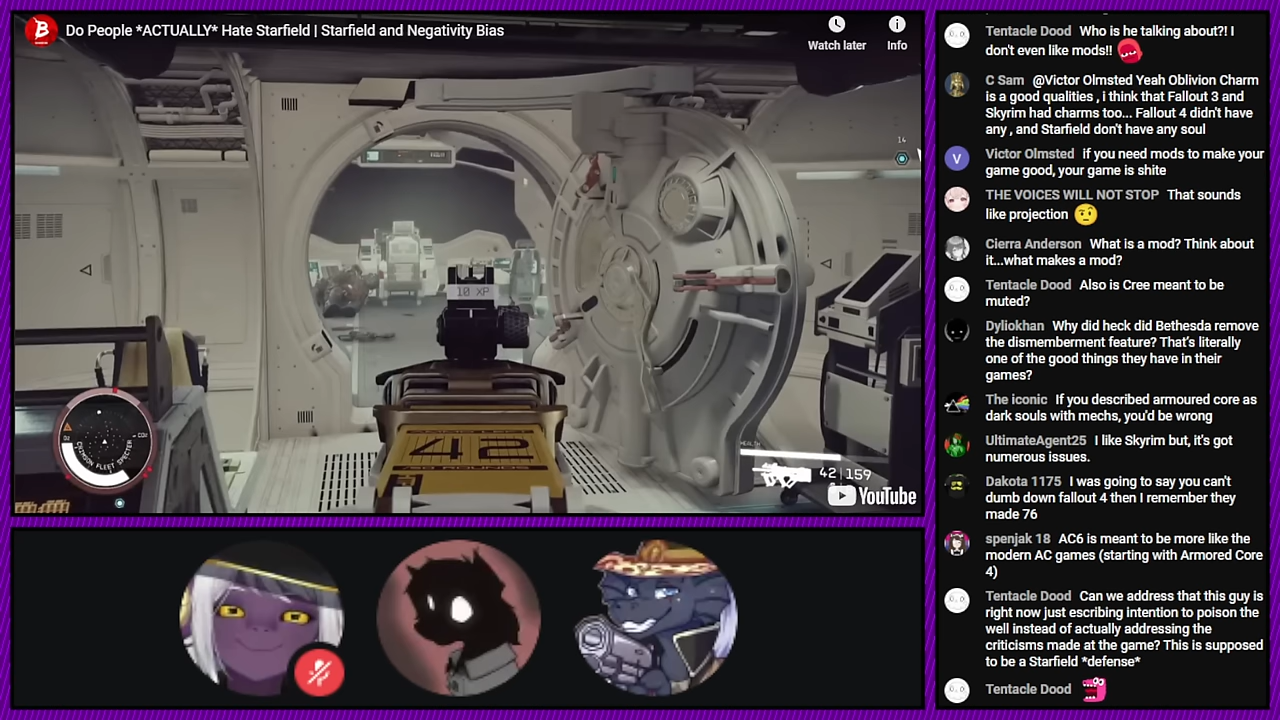 Do People *ACTUALLY* Hate Starfield | Starfield and Negativity Bias
Watch later
Info
14
10 XP
42
42 | 159
CRIMSON FLEET SPECTER
HEALTH
YouTube
Tentacle Dood Who is he talking about?! I
don't even like mods!!
C Sam @Victor Olmsted Yeah Oblivion Charm
is a good qualities , i think that Fallout 3 and
Skyrim had charms too... Fallout 4 didn't have
any , and Starfield don't have any soul
V
Victor Olmsted if you need mods to make your
game good, your game is shite
THE VOICES WILL NOT STOP That sounds
like projection
Cierra Anderson What is a mod? Think about
it...what makes a mod?
Tentacle Dood Also is Cree meant to be
muted?
Dyliokhan Why did heck did Bethesda remove
the dismemberment feature? That's literally
one of the good things they have in their
games?
The iconic If you described armoured core as
dark souls with mechs, you'd be wrong
UltimateAgent25 I like Skyrim but, it's got
numerous issues.
Dakota 1175 I was going to say you can't
dumb down fallout 4 then I remember they
made 76
spenjak 18 AC6 is meant to be more like the
modern AC games (starting with Armored Core
4)
Tentacle Dood Can we address that this guy is
right now just escribing intention to poison the
well instead of actually addressing the
criticisms made at the game? This is supposed
to be a Starfield *defense*
Tentacle Dood